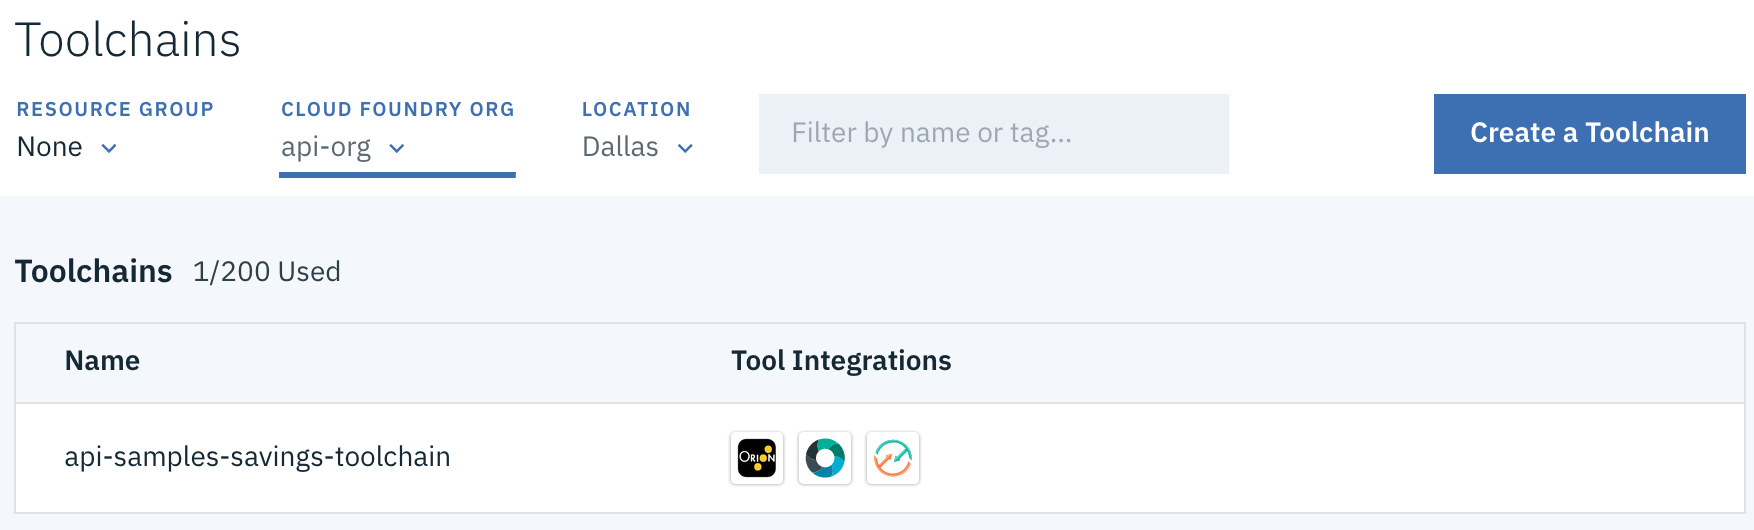 Toolchains
RESOURCE GROUP
None
CLOUD FOUNDRY ORG
api-org
LOCATION
Dallas
Filter by name or tag...
Create a Toolchain
Toolchains 1/200 Used
Name Tool Integrations
api-samples-savings-toolchain ORION